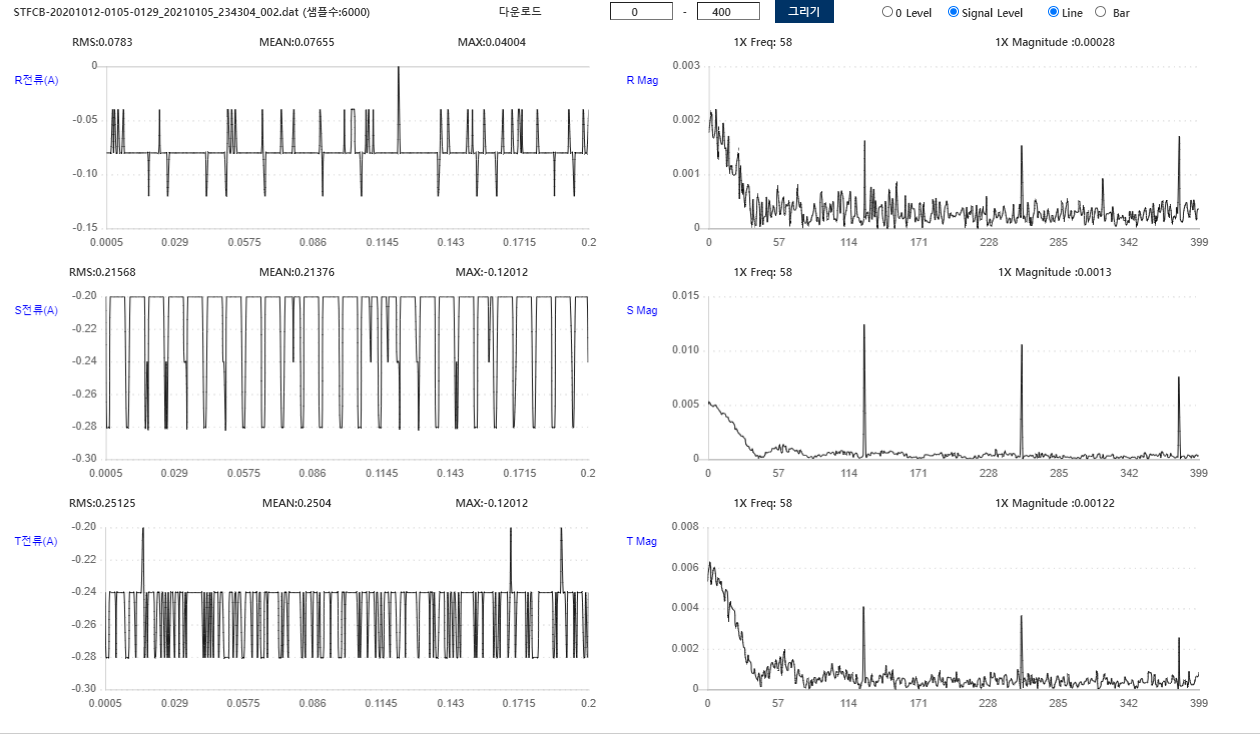 STFCB-20201012-0105-0129_20210105_234304_002.dat (샘플수:6000) 다운로드 0 - 400 그리기 0 Level Signal Level Line Bar
RMS:0.0783 MEAN:0.07655 MAX:0.04004 1X Freq: 58 1X Magnitude :0.00028
R전류(A)
0
-0.05
-0.10
-0.15
0.0005 0.029 0.0575 0.086 0.1145 0.143 0.1715 0.2
R Mag
0.003
0.002
0.001
0
0 57 114 171 228 285 342 399
RMS:0.21568 MEAN:0.21376 MAX:-0.12012 1X Freq: 58 1X Magnitude :0.0013
S전류(A)
-0.20
-0.22
-0.24
-0.26
-0.28
-0.30
0.0005 0.029 0.0575 0.086 0.1145 0.143 0.1715 0.2
S Mag
0.015
0.010
0.005
0
0 57 114 171 228 285 342 399
RMS:0.25125 MEAN:0.2504 MAX:-0.12012 1X Freq: 58 1X Magnitude :0.00122
T전류(A)
-0.20
-0.22
-0.24
-0.26
-0.28
-0.30
0.0005 0.029 0.0575 0.086 0.1145 0.143 0.1715 0.2
T Mag
0.008
0.006
0.004
0.002
0
0 57 114 171 228 285 342 399